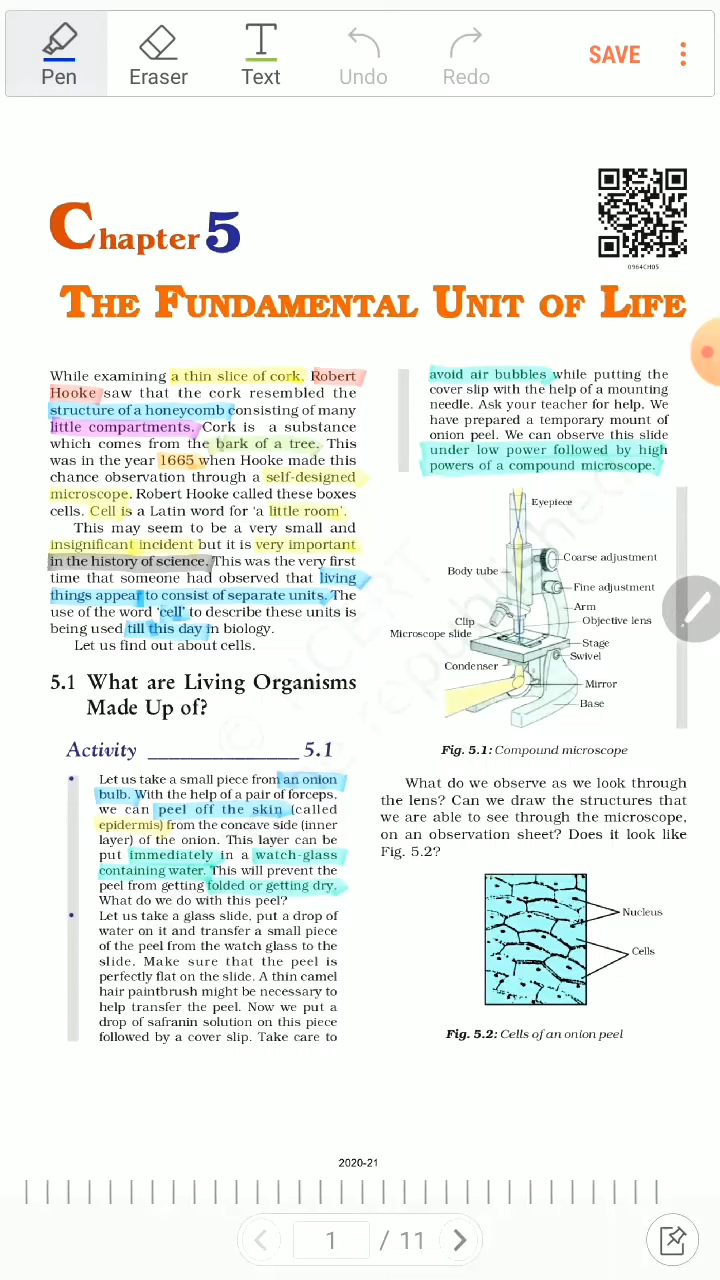 Pen
Eraser
Text
Undo
Redo
SAVE
Chapter 5
0964CH05
THE FUNDAMENTAL UNIT OF LIFE
While examining a thin slice of cork, Robert
Hooke saw that the cork resembled the
structure of a honeycomb consisting of many
little compartments. Cork is a substance
which comes from the bark of a tree. This
was in the year 1665 when Hooke made this
chance observation through a self-designed
microscope. Robert Hooke called these boxes
cells. Cell is a Latin word for ‘a little room’.
This may seem to be a very small and
insignificant incident but it is very important
in the history of science. This was the very first
time that someone had observed that living
things appear to consist of separate units. The
use of the word ‘cell’ to describe these units is
being used till this day in biology.
Let us find out about cells.
5.1 What are Living Organisms
Made Up of?
Activity ______________ 5.1
• Let us take a small piece from an onion
bulb. With the help of a pair of forceps,
we can peel off the skin (called
epidermis) from the concave side (inner
layer) of the onion. This layer can be
put immediately in a watch-glass
containing water. This will prevent the
peel from getting folded or getting dry.
What do we do with this peel?
• Let us take a glass slide, put a drop of
water on it and transfer a small piece
of the peel from the watch glass to the
slide. Make sure that the peel is
perfectly flat on the slide. A thin camel
hair paintbrush might be necessary to
help transfer the peel. Now we put a
drop of safranin solution on this piece
followed by a cover slip. Take care to
avoid air bubbles while putting the
cover slip with the help of a mounting
needle. Ask your teacher for help. We
have prepared a temporary mount of
onion peel. We can observe this slide
under low power followed by high
powers of a compound microscope.
Eyepiece
Coarse adjustment
Body tube
Fine adjustment
Arm
Clip
Objective lens
Microscope slide
Stage
Swivel
Condenser
Mirror
Base
Fig. 5.1: Compound microscope
What do we observe as we look through
the lens? Can we draw the structures that
we are able to see through the microscope,
on an observation sheet? Does it look like
Fig. 5.2?
Nucleus
Cells
Fig. 5.2: Cells of an onion peel
2020-21
1 / 11